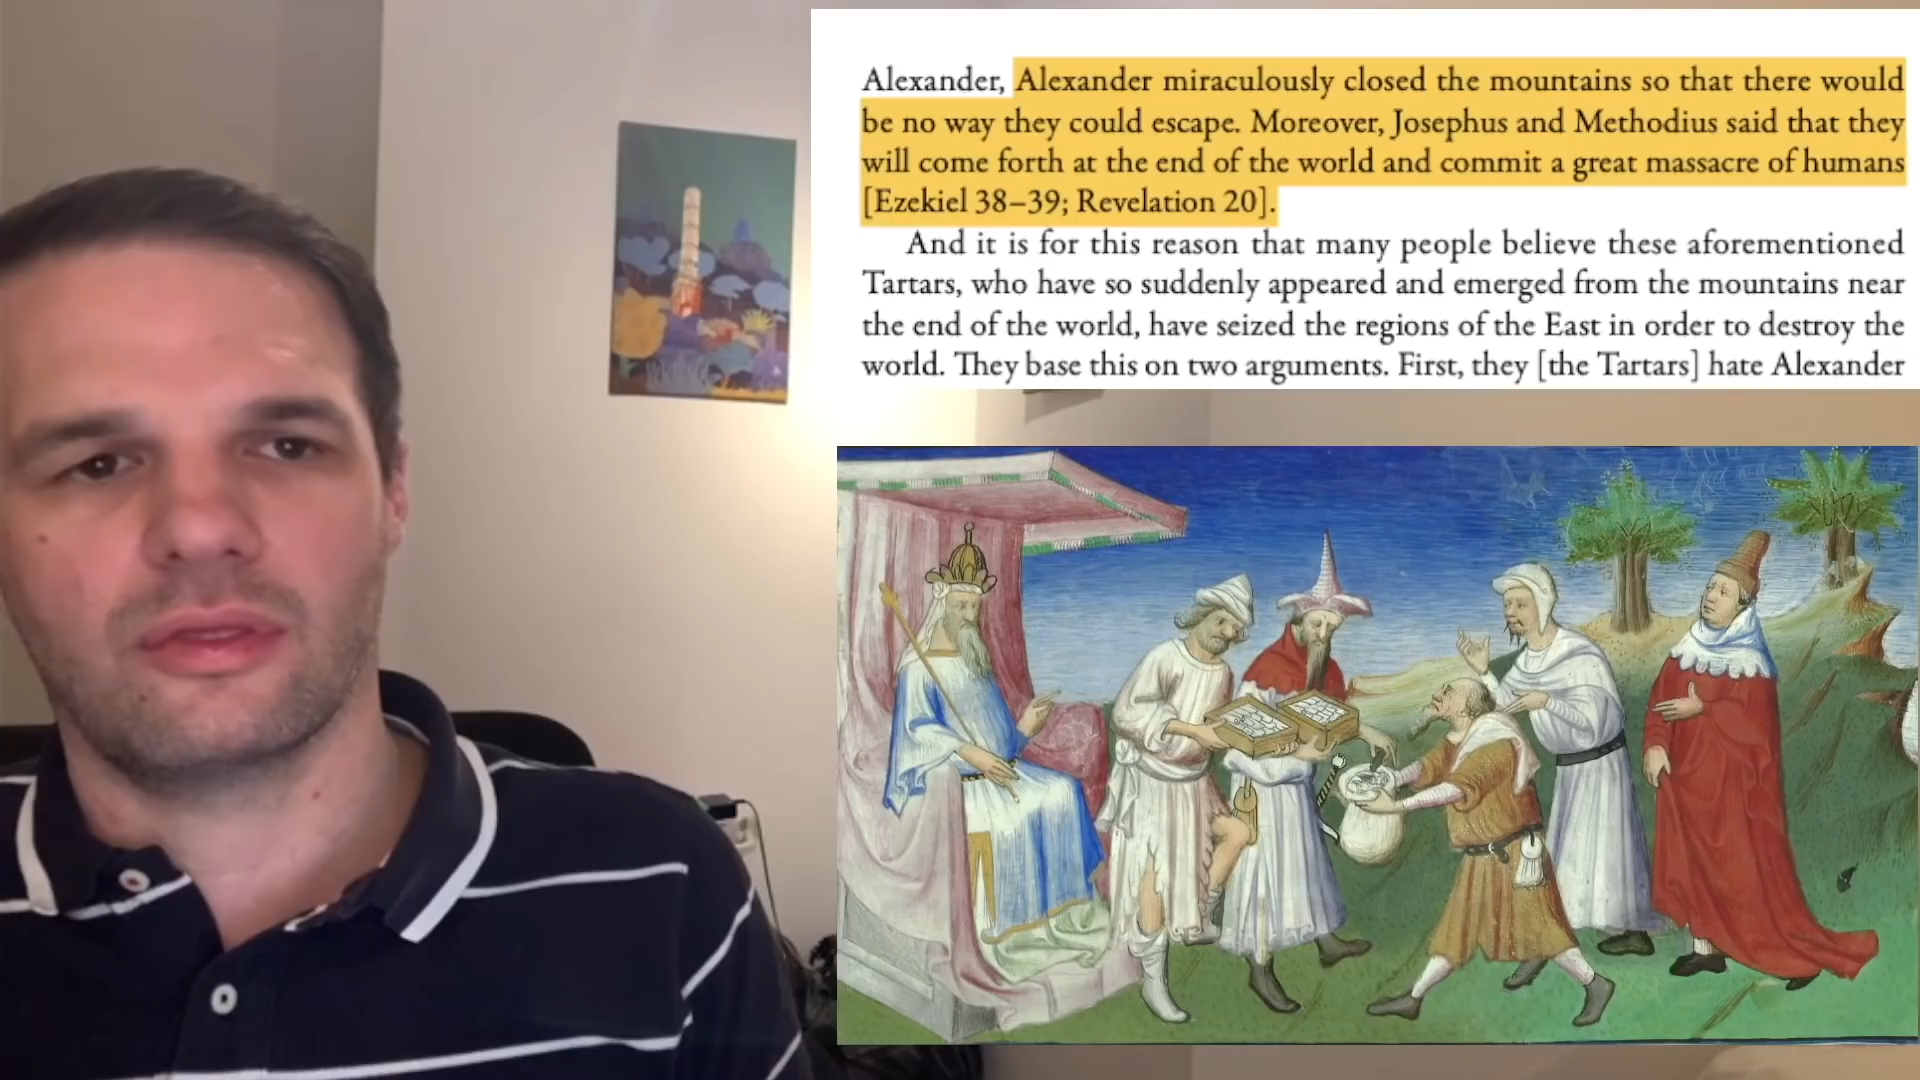 Alexander, Alexander miraculously closed the mountains so that there would
be no way they could escape. Moreover, Josephus and Methodius said that they
will come forth at the end of the world and commit a great massacre of humans
[Ezekiel 38–39; Revelation 20].
And it is for this reason that many people believe these aforementioned
Tartars, who have so suddenly appeared and emerged from the mountains near
the end of the world, have seized the regions of the East in order to destroy the
world. They base this on two arguments. First, they [the Tartars] hate Alexander